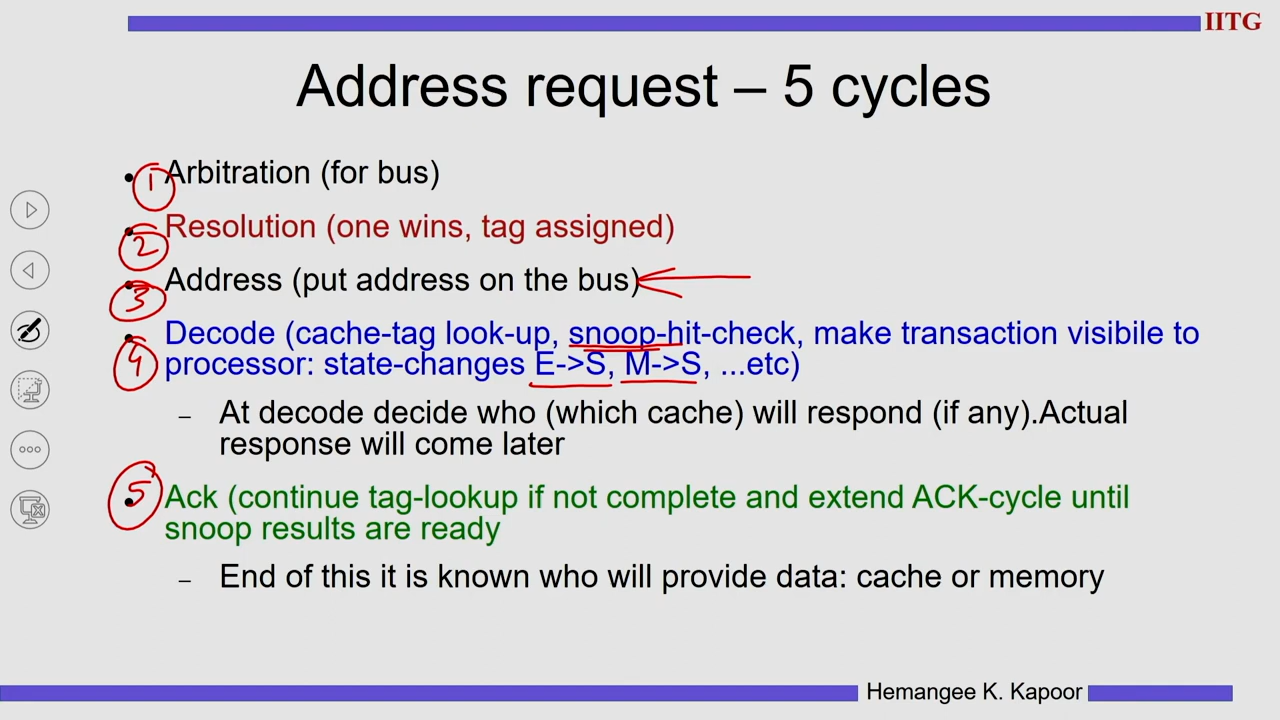 IITG
Address request – 5 cycles
• 1 Arbitration (for bus)
• 2 Resolution (one wins, tag assigned)
• 3 Address (put address on the bus)
• 4 Decode (cache-tag look-up, snoop-hit-check, make transaction visibile to
processor: state-changes E->S, M->S, ...etc)
– At decode decide who (which cache) will respond (if any).Actual
response will come later
• 5 Ack (continue tag-lookup if not complete and extend ACK-cycle until
snoop results are ready
– End of this it is known who will provide data: cache or memory
Hemangee K. Kapoor